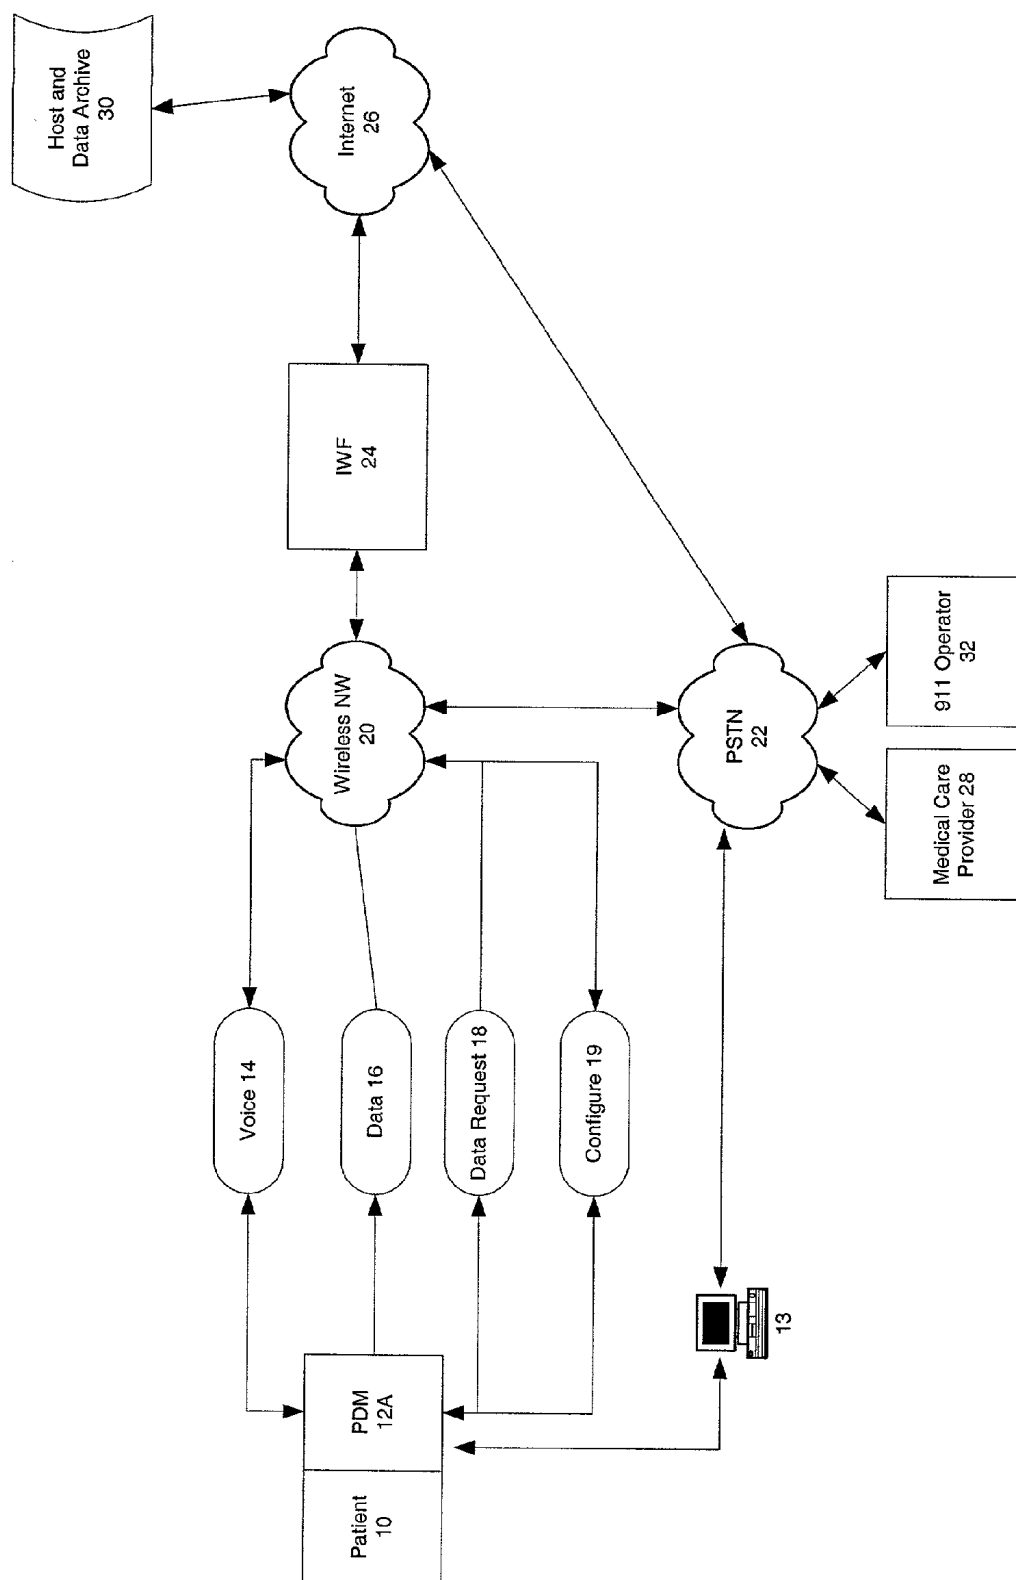 Host and
Data Archive
30
Internet
26
IWF
24
Wireless NW
20
PSTN
22
911 Operator
32
Medical Care
Provider 28
Voice 14
Data 16
Data Request 18
Configure 19
13
PDM
12A
Patient
10